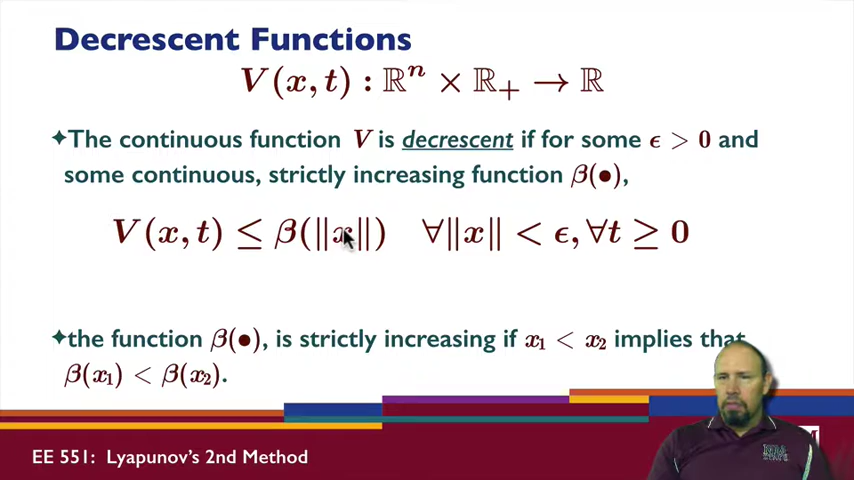 Decrescent Functions
V(x, t) : ℝⁿ × ℝ₊ → ℝ
✦The continuous function V is decrescent if for some ϵ > 0 and
some continuous, strictly increasing function β(•),
V(x, t) ≤ β(‖x‖) ∀‖x‖ < ϵ, ∀t ≥ 0
✦the function β(•), is strictly increasing if x₁ < x₂ implies that
β(x₁) < β(x₂).
EE 551: Lyapunov's 2nd Method